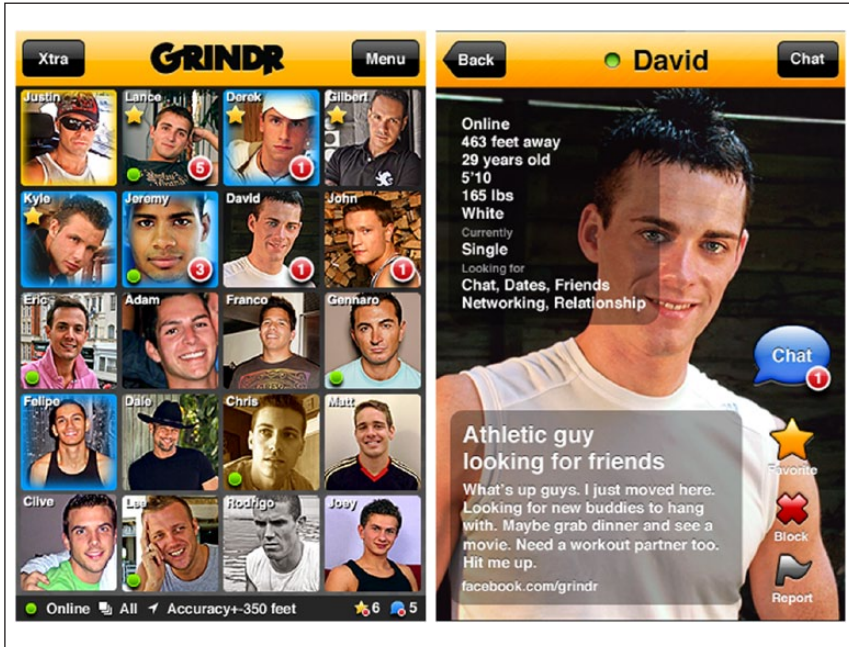 Xtra
GRINDR
Menu
Justin
Lance
Derek
Gilbert
5
1
Kyle
Jeremy
David
John
3
1
1
Eric
Adam
Franco
Gennaro
Felipe
Dale
Chris
Matt
Clive
Lee
Rodrigo
Joey
Online
All
Accuracy+-350 feet
6
5
Back
David
Chat
Online
463 feet away
29 years old
5'10
165 lbs
White
Currently
Single
Looking for
Chat, Dates, Friends
Networking, Relationship
Chat
1
Athletic guy
looking for friends
What's up guys. I just moved here.
Looking for new buddies to hang
with. Maybe grab dinner and see a
movie. Need a workout partner too.
Hit me up.
facebook.com/grindr
Favorite
Block
Report